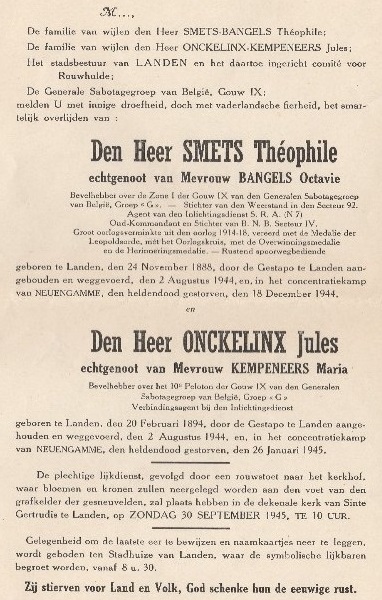 M...,
De familie van wijlen den Heer SMETS-BANGELS Théophile;
De familie van wijlen den Heer ONCKELINX-KEMPENEERS Jules;
Het stadsbestuur van LANDEN en het daartoe ingericht comité voor
Rouwhulde;
De Generale Sabotagegroep van België, Gouw IX;
melden U met innige droefheid, doch met vaderlandsche fierheid, het smar-
telijk overlijden van :
Den Heer SMETS Théophile
echtgenoot van Mevrouw BANGELS Octavie
Bevelhebber over de Zone I der Gouw IX van den Generalen Sabotagegroep
van België, Groep « G ». — Stichter van den Weerstand in den Secteur 92.
Agent van den Inlichtingsdienst S. R. A. (N 7)
Oud-Kommandant en Stichter van B. N. B. Secteur IV.
Groot oorlogsverminkte uit den oorlog 1914-18, vereerd met de Medalie der
Leopoldsorde, met het Oorlogskruis, met de Overwinningsmedalie
en de Herinneringsmedalie. — Rustend spoorwegbediende
geboren te Landen, den 24 November 1888, door de Gestapo te Landen aan-
gehouden en weggevoerd, den 2 Augustus 1944, en, in het concentratiekamp
van NEUENGAMME, den heldendood gestorven, den 18 December 1944,
en
Den Heer ONCKELINX Jules
echtgenoot van Mevrouw KEMPENEERS Maria
Bevelhebber over het 10e Peloton der Gouw IX van den Generalen
Sabotagegroep van België, Groep « G »
Verbindingsagent bij den Inlichtingsdienst
geboren te Landen, den 20 Februari 1894, door de Gestapo te Landen aange-
houden en weggevoerd, den 2 Augustus 1944, en, in het concentratiekamp
van NEUENGAMME, den heldendood gestorven, den 26 Januari 1945.
De plechtige lijkdienst, gevolgd door een rouwstoet naar het kerkhof,
waar bloemen en kronen zullen neergelegd worden aan den voet van den
grafkelder der gesneuvelden, zal plaats hebben in de dekenale kerk van Sinte
Gertrudis te Landen, op ZONDAG 30 SEPTEMBER 1945, TE 10 UUR.
Gelegenheid om de laatste eer te bewijzen en naamkaartjes neer te leggen,
wordt geboden ten Stadhuize van Landen, waar de symbolische lijkbaren
begroet worden, vanaf 8 u. 30.
Zij stierven voor Land en Volk, God schenke hun de eeuwige rust.